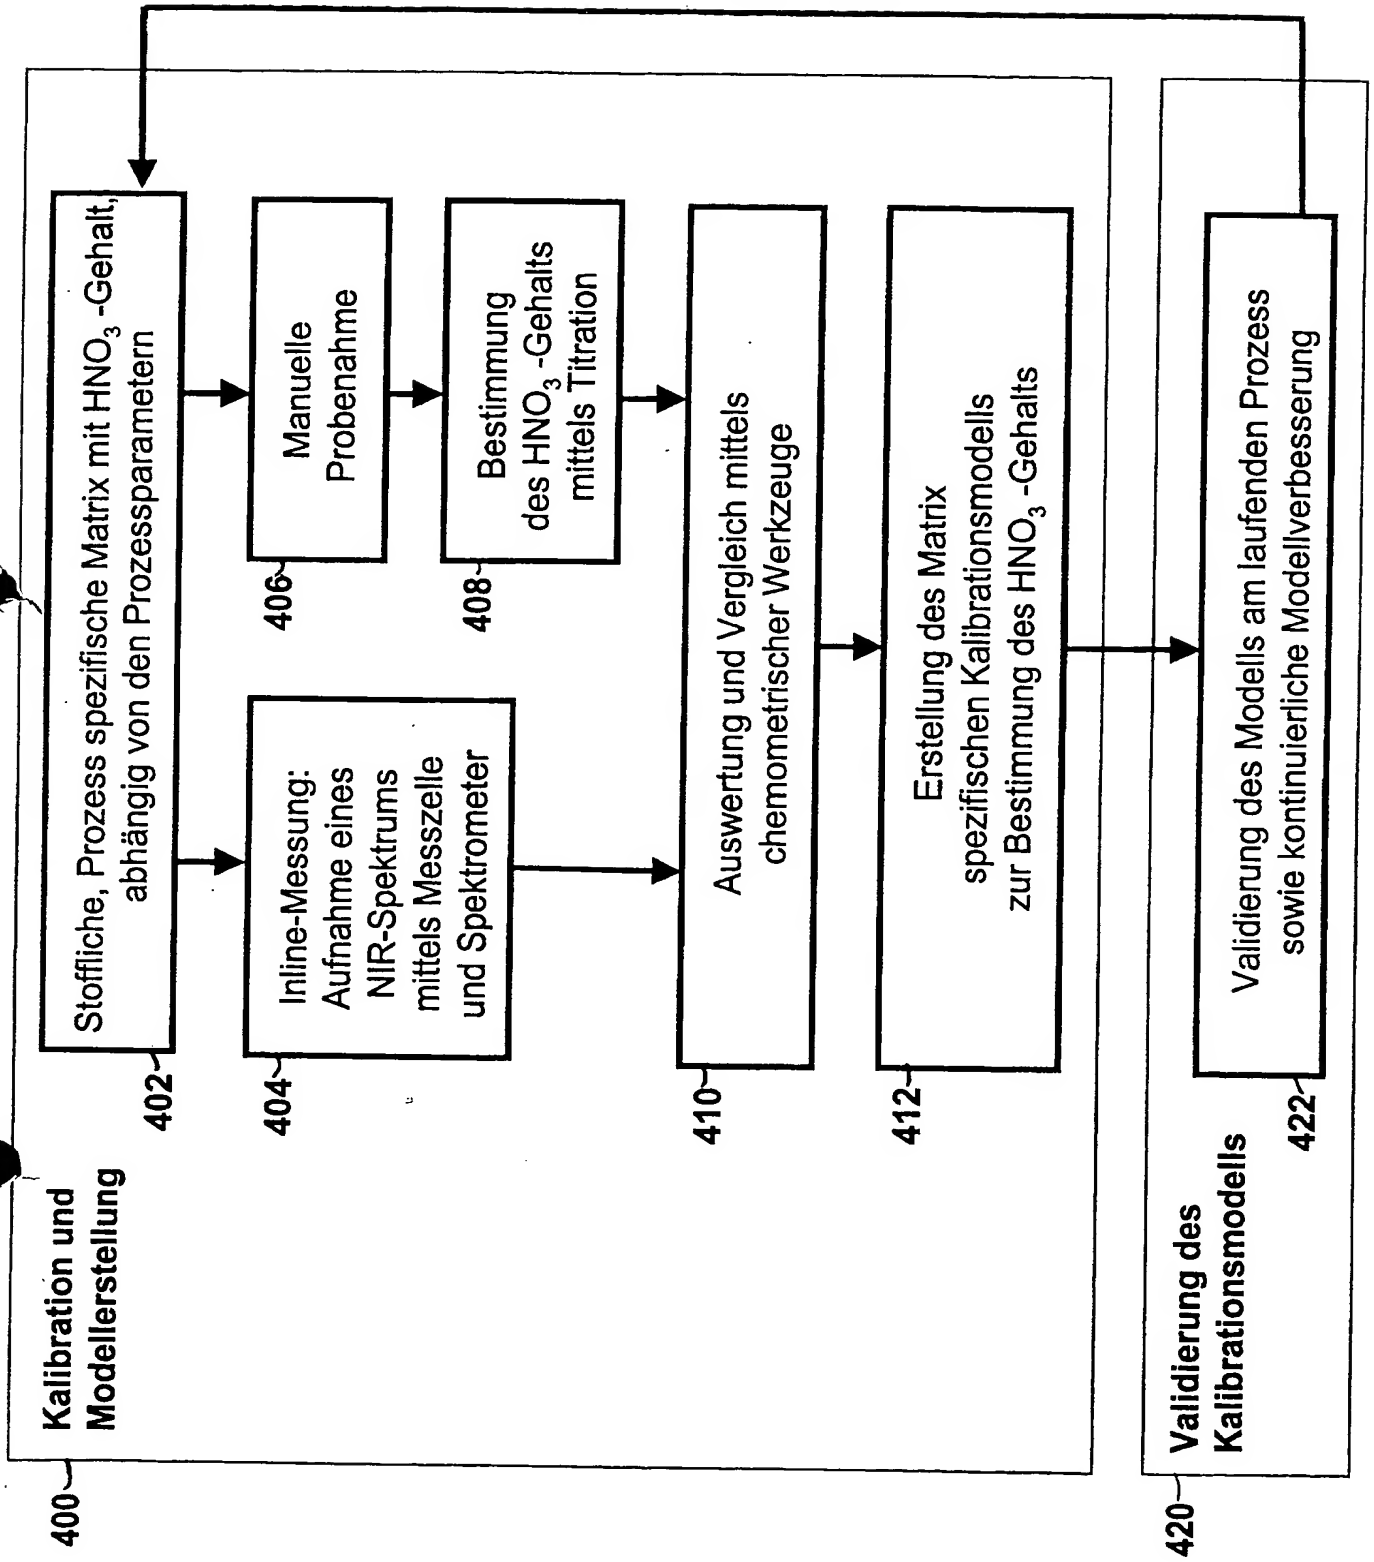 400
Kalibration und
Modellerstellung
402
Stoffliche, Prozess spezifische Matrix mit HNO3 -Gehalt,
abhängig von den Prozessparametern
404
Inline-Messung:
Aufnahme eines
NIR-Spektrums
mittels Messzelle
und Spektrometer
406
Manuelle
Probenahme
408
Bestimmung
des HNO3 -Gehalts
mittels Titration
410
Auswertung und Vergleich mittels
chemometrischer Werkzeuge
412
Erstellung des Matrix
spezifischen Kalibrationsmodells
zur Bestimmung des HNO3 -Gehalts
420
Validierung des
Kalibrationsmodells
422
Validierung des Modells am laufenden Prozess
sowie kontinuierliche Modellverbesserung